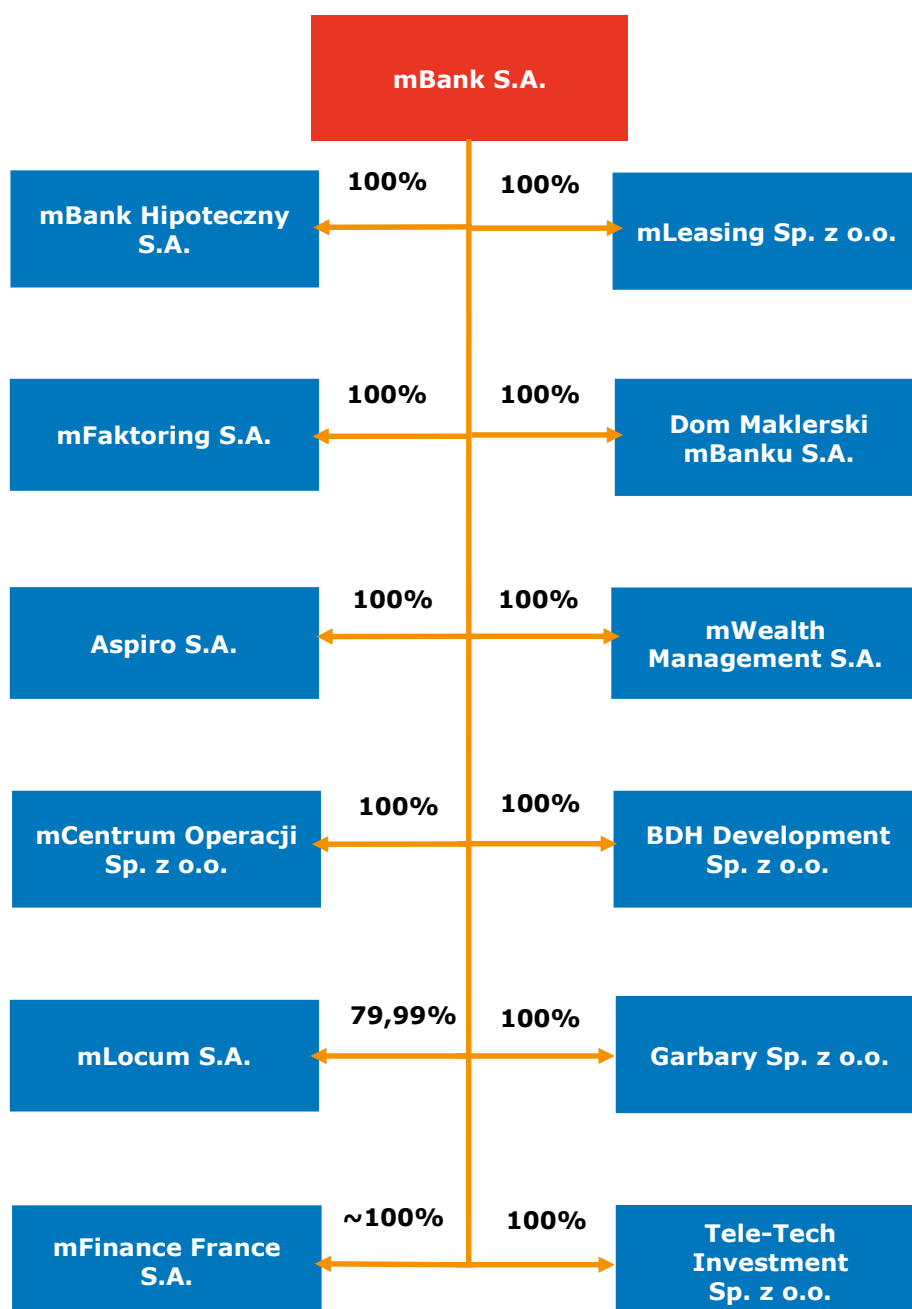 mBank S.A.
100%
100%
mBank Hipoteczny
S.A.
mLeasing Sp. z o.o.
100%
100%
mFaktoring S.A.
Dom Maklerski
mBanku S.A.
100%
100%
Aspiro S.A.
mWealth
Management S.A.
100%
100%
mCentrum Operacji
Sp. z o.o.
BDH Development
Sp. z o.o.
79,99%
100%
mLocum S.A.
Garbary Sp. z o.o.
~100%
100%
mFinance France
S.A.
Tele-Tech
Investment
Sp. z o.o.